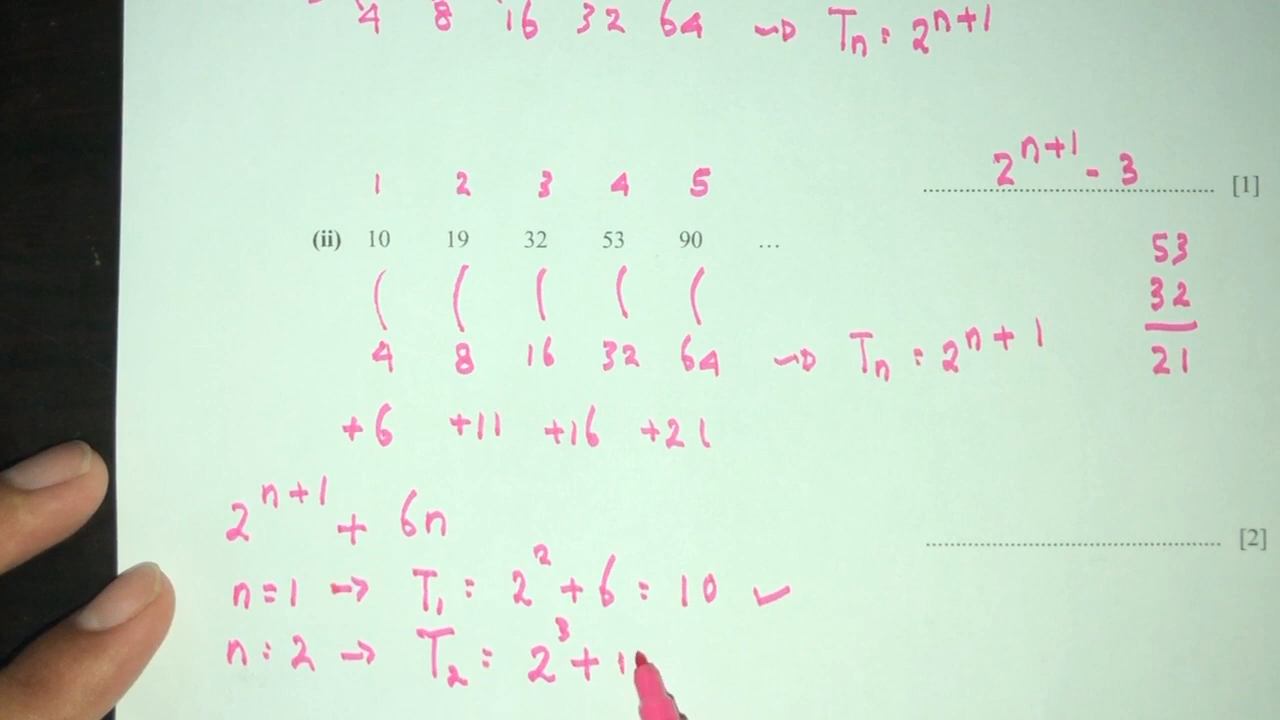 4 8 16 32 64 → Tn = 2^{n+1}
2^{n+1} - 3
1 2 3 4 5 ........................................ [1]
(ii) 10 19 32 53 90 ...
53
32
21
4 8 16 32 64 → Tn = 2^{n+1}
+6 +11 +16 +21
2^{n+1} + 6n
........................................ [2]
n=1 → T1 = 2^2 + 6 = 10 ✓
n=2 → T2 = 2^3 + 1